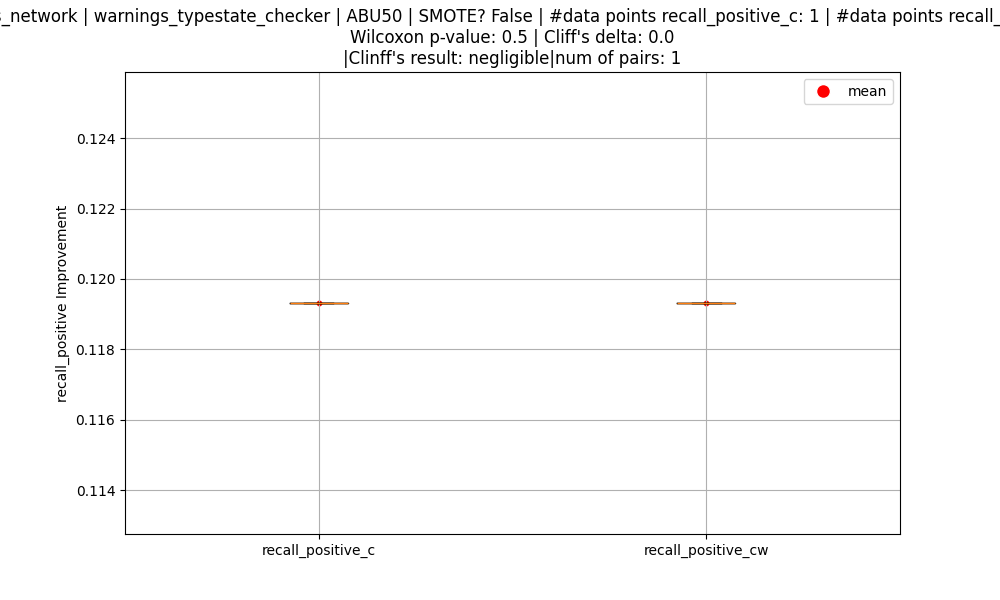 s_network | warnings_typestate_checker | ABU50 | SMOTE? False | #data points recall_positive_c: 1 | #data points recall_
Wilcoxon p-value: 0.5 | Cliff's delta: 0.0
|Clinff's result: negligible|num of pairs: 1
mean
0.124
0.122
0.120
0.118
0.116
0.114
recall_positive Improvement
recall_positive_c
recall_positive_cw